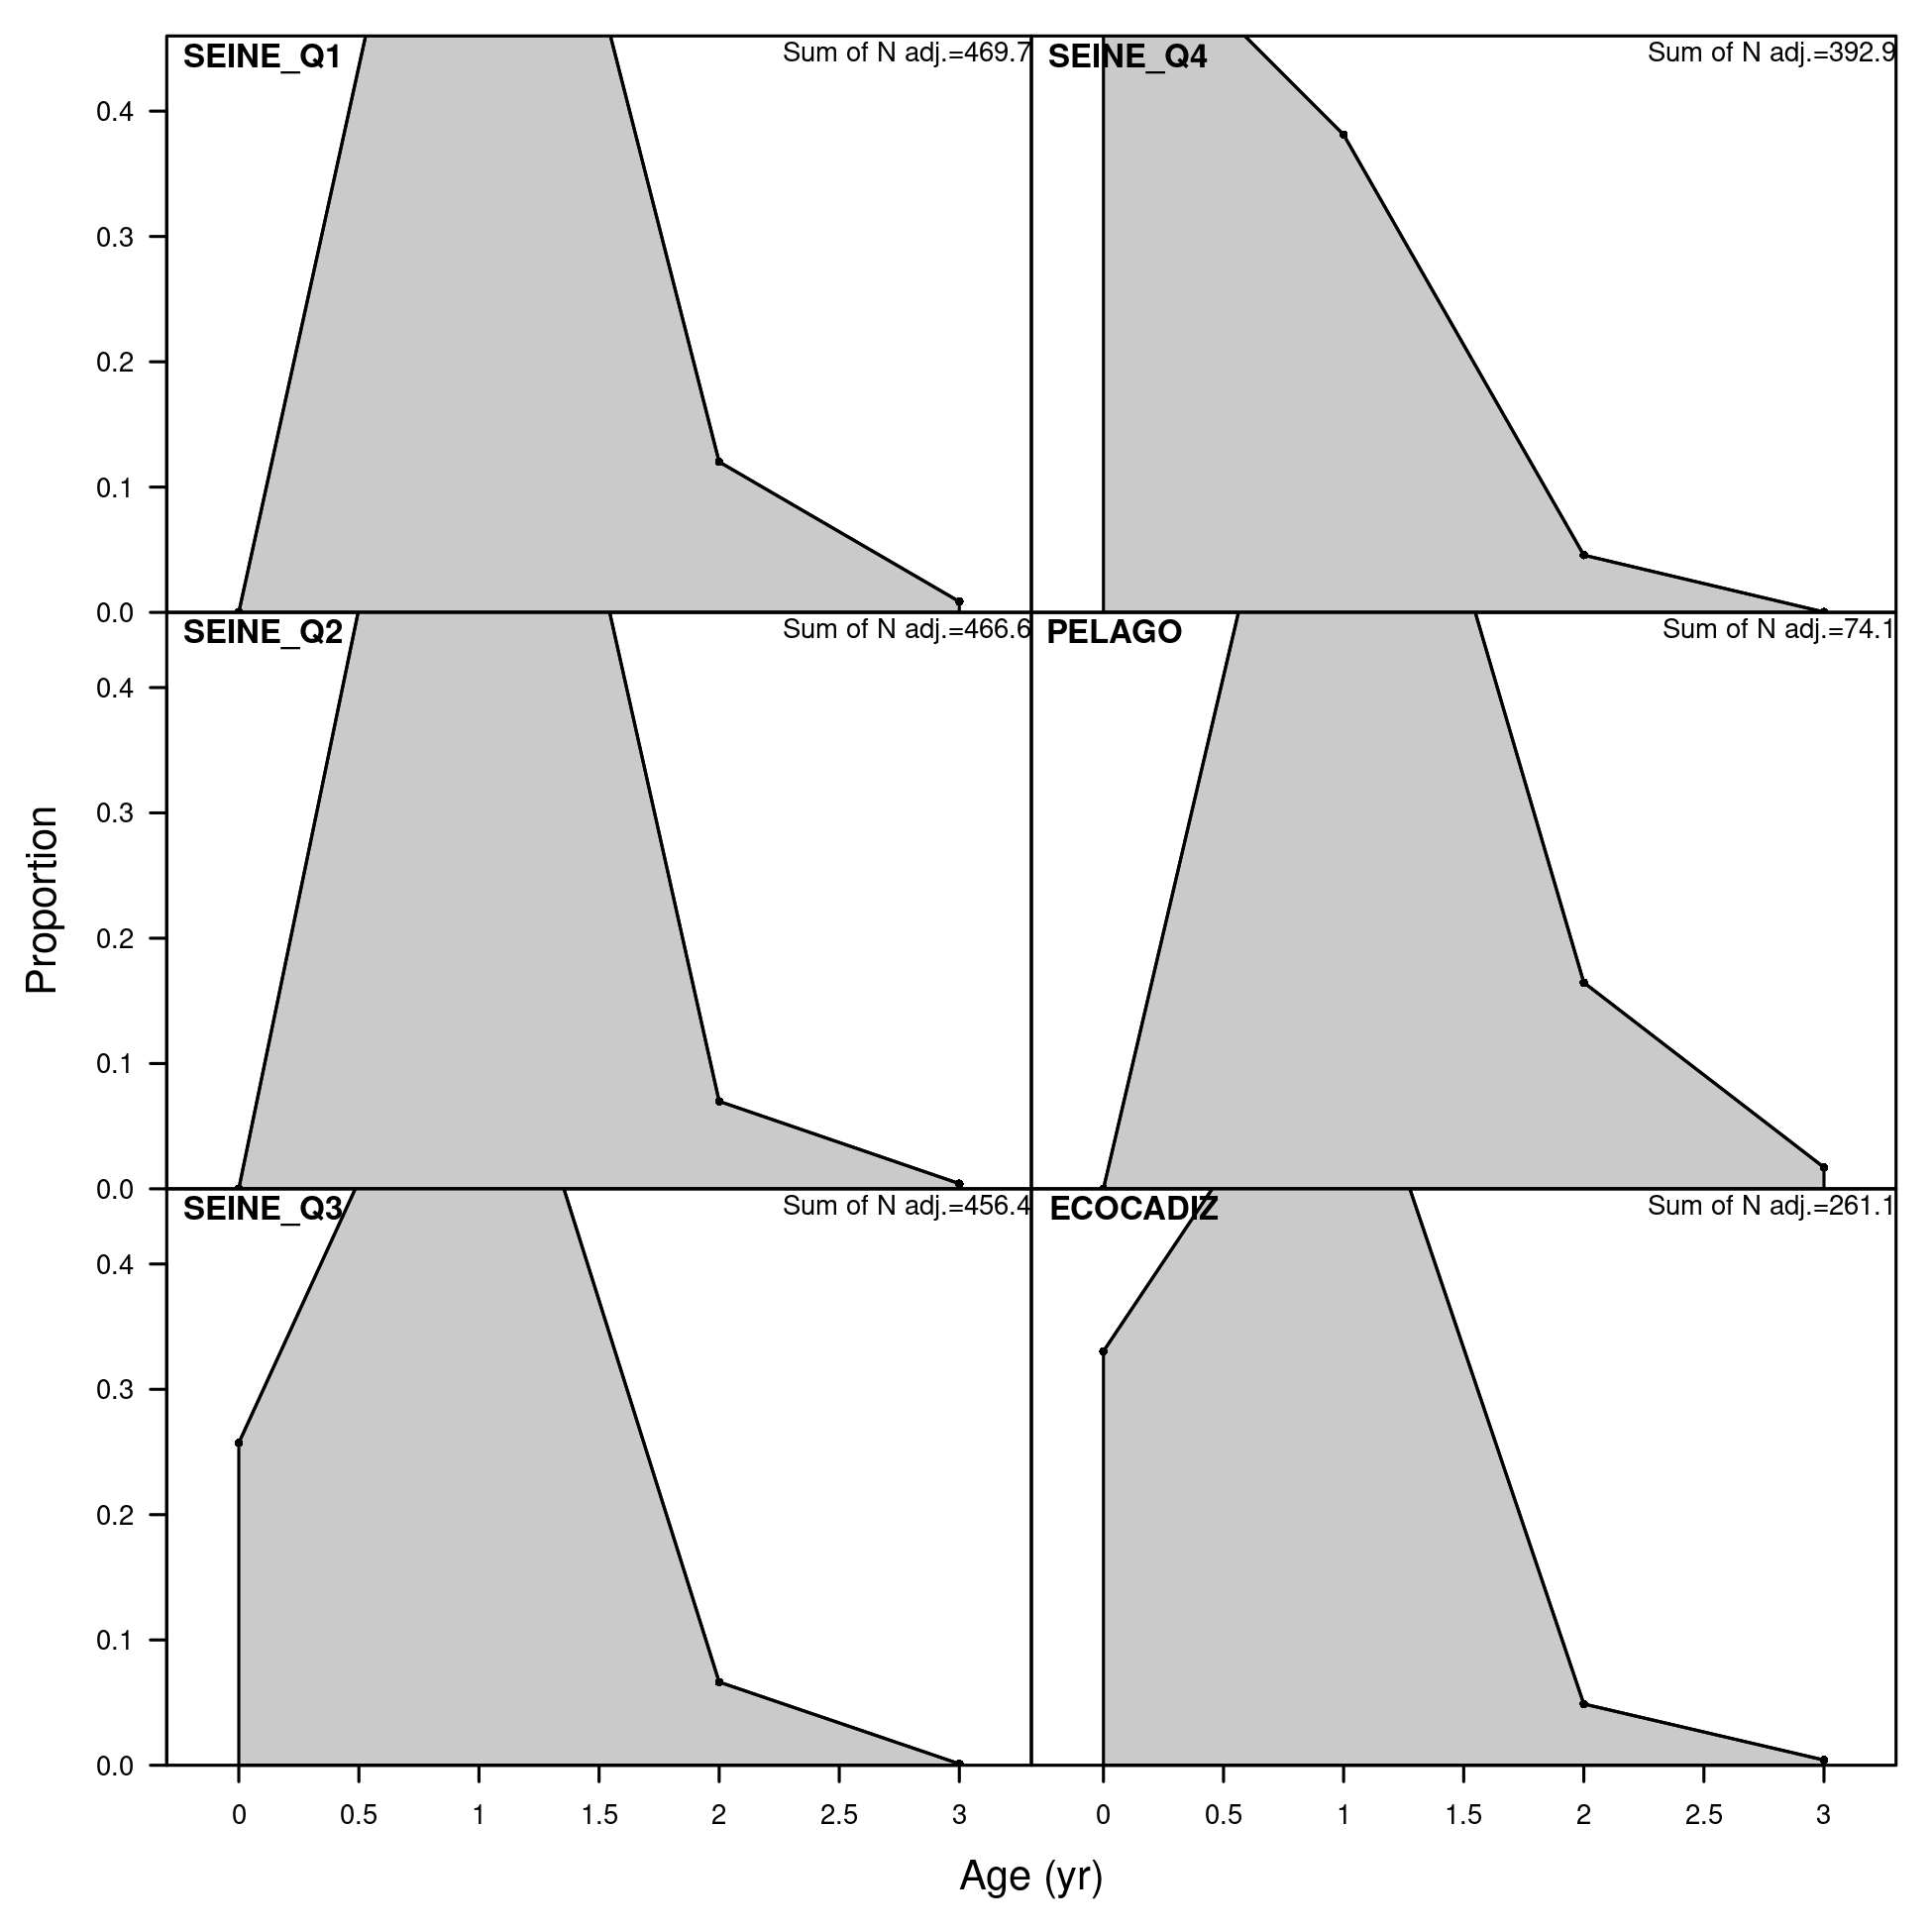 SEINE_Q1 Sum of N adj.=469.7
SEINE_Q4 Sum of N adj.=392.9
0.4
0.3
0.2
0.1
0.0
SEINE_Q2 Sum of N adj.=466.6
PELAGO Sum of N adj.=74.1
0.4
0.3
0.2
0.1
0.0
SEINE_Q3 Sum of N adj.=456.4
ECOCADIZ Sum of N adj.=261.1
0.4
0.3
0.2
0.1
0.0
Proportion
0 0.5 1 1.5 2 2.5 3
0 0.5 1 1.5 2 2.5 3
Age (yr)